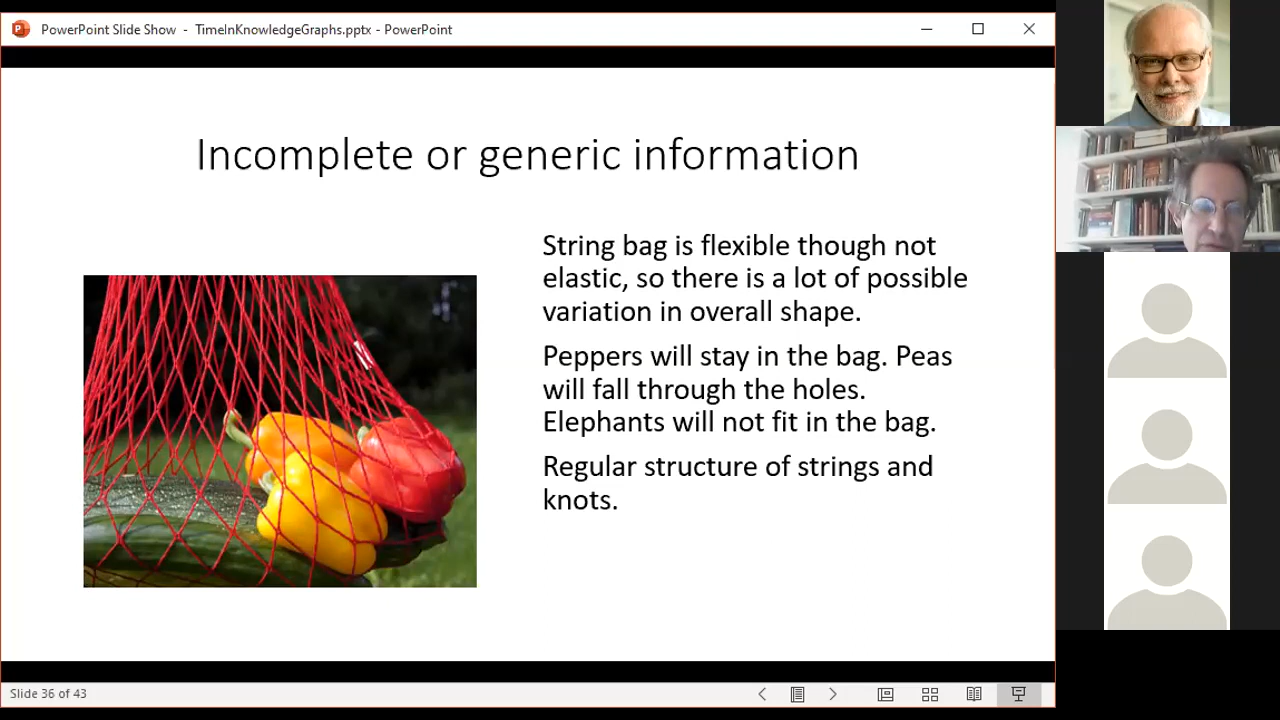 PowerPoint Slide Show - TimeInKnowledgeGraphs.pptx - PowerPoint
Incomplete or generic information
String bag is flexible though not
elastic, so there is a lot of possible
variation in overall shape.
Peppers will stay in the bag. Peas
will fall through the holes.
Elephants will not fit in the bag.
Regular structure of strings and
knots.
Slide 36 of 43